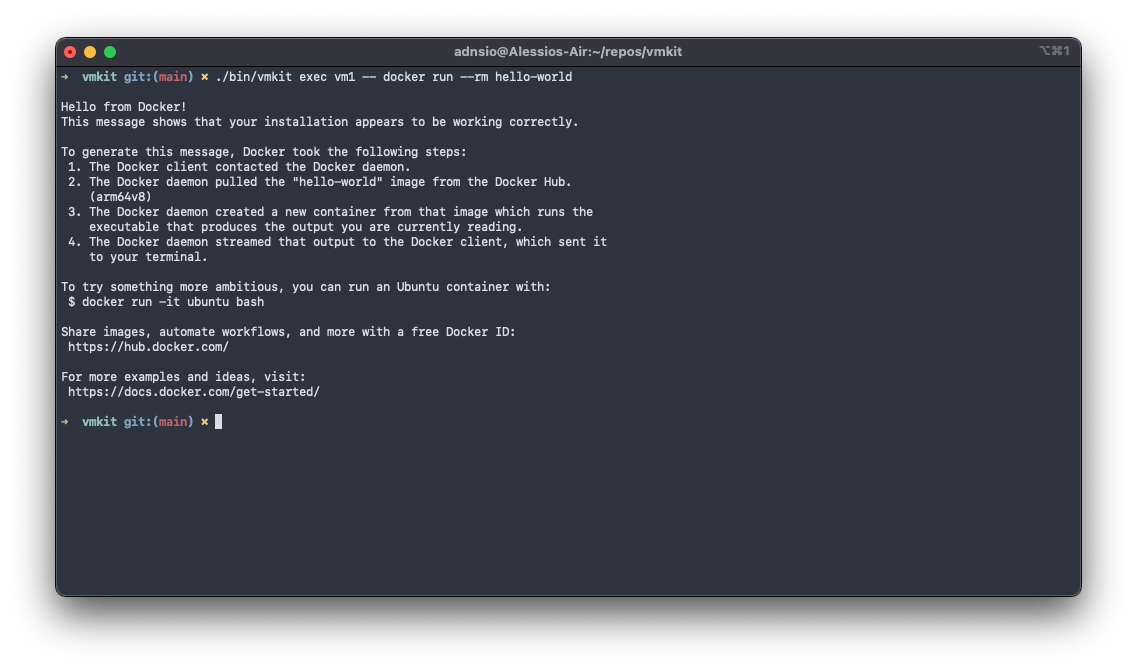 adnsio@Alessios-Air:~/repos/vmkit
⌥⌘1
➜  vmkit git:(main) ✗ ./bin/vmkit exec vm1 -- docker run --rm hello-world

Hello from Docker!
This message shows that your installation appears to be working correctly.

To generate this message, Docker took the following steps:
 1. The Docker client contacted the Docker daemon.
 2. The Docker daemon pulled the "hello-world" image from the Docker Hub.
    (arm64v8)
 3. The Docker daemon created a new container from that image which runs the
    executable that produces the output you are currently reading.
 4. The Docker daemon streamed that output to the Docker client, which sent it
    to your terminal.

To try something more ambitious, you can run an Ubuntu container with:
 $ docker run -it ubuntu bash

Share images, automate workflows, and more with a free Docker ID:
 https://hub.docker.com/

For more examples and ideas, visit:
 https://docs.docker.com/get-started/

➜  vmkit git:(main) ✗